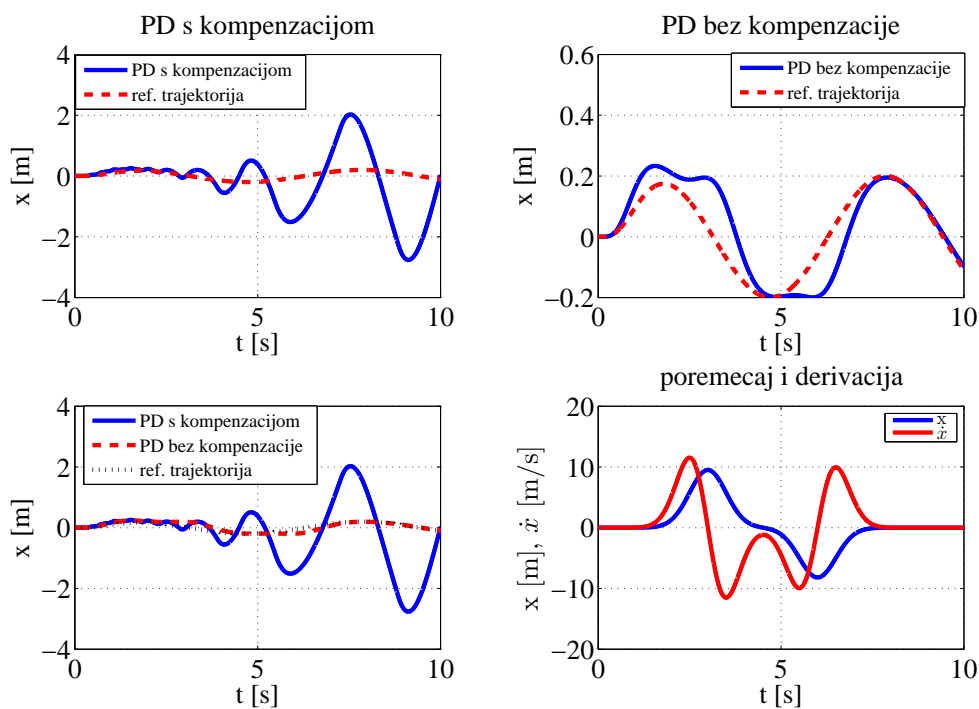 PD s kompenzacijom
4
2
0
−2
−4
0
5
10
x [m]
t [s]
PD s kompenzacijom
ref. trajektorija
PD bez kompenzacije
0.6
0.4
0.2
0
−0.2
0
5
10
x [m]
t [s]
PD bez kompenzacije
ref. trajektorija
4
2
0
−2
−4
0
5
10
x [m]
t [s]
PD s kompenzacijom
PD bez kompenzacije
ref. trajektorija
poremecaj i derivacija
20
10
0
−10
−20
0
5
10
x [m], ẋ [m/s]
t [s]
x
ẋ